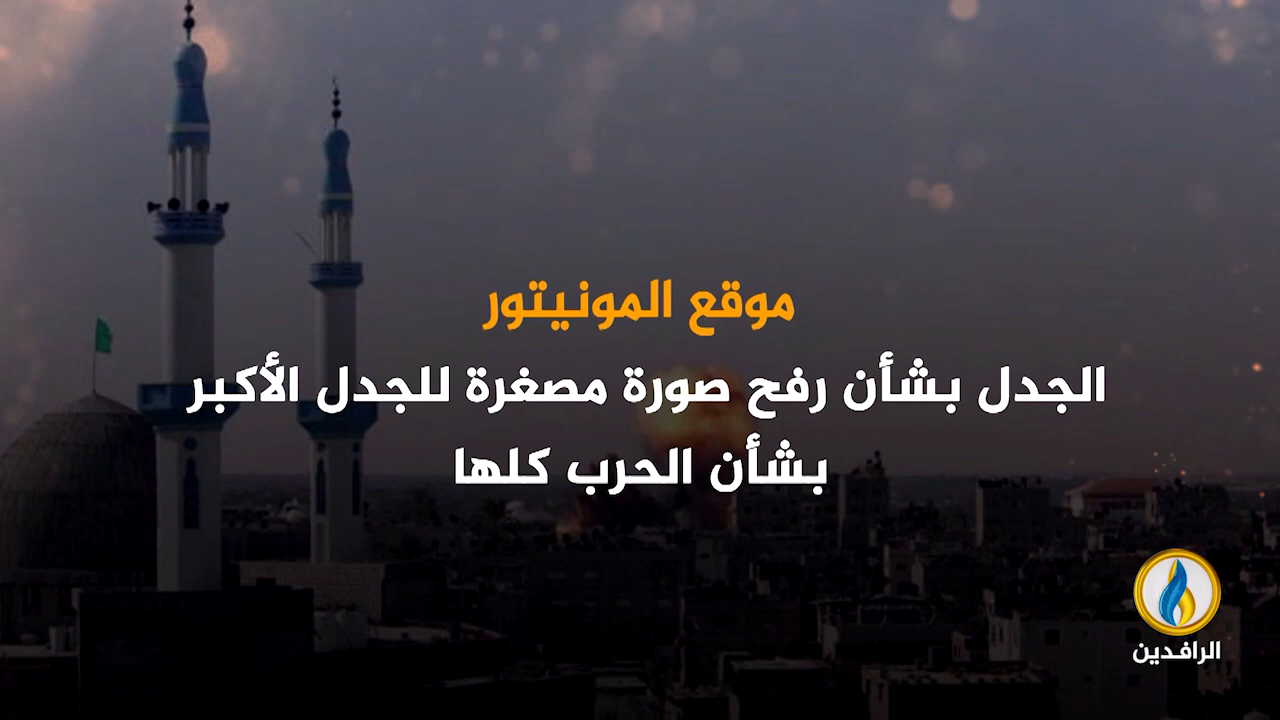 موقع المونيتور
الجدل بشأن رفح صورة مصغرة للجدل الأكبر
بشأن الحرب كلها
الرافدين